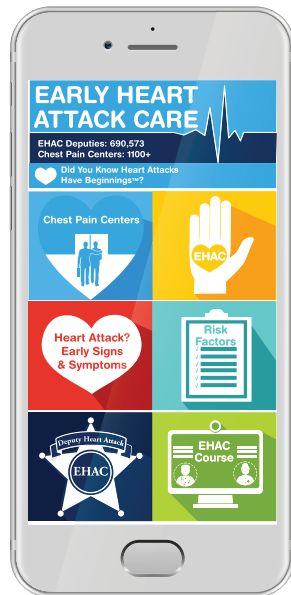 EARLY HEART
ATTACK CARE
EHAC Deputies: 690,573
Chest Pain Centers: 1100+
Did You Know Heart Attacks
Have Beginnings™?
Chest Pain Centers
EHAC
Heart Attack?
Early Signs
& Symptoms
Risk
Factors
Deputy Heart Attack
EHAC
EHAC
Course